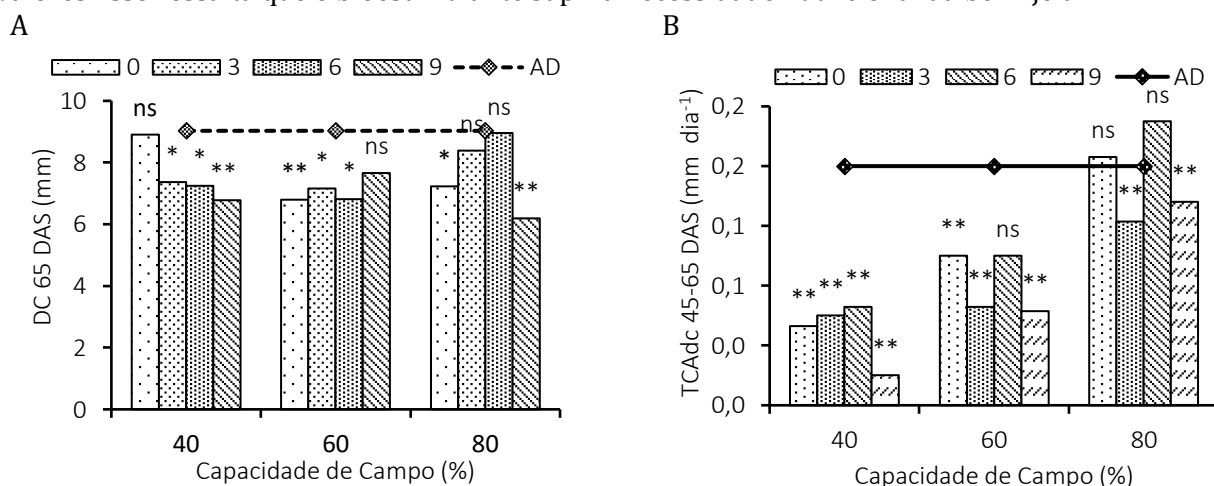 A
B
0 3 6 9 AD
10
8
6
4
2
0
DC 65 DAS (mm)
ns * * **
** * * ns
* ns ns **
40 60 80
Capacidade de Campo (%)
0 3 6 9 AD
0,2
0,2
0,1
0,1
0,0
0,0
TCAdc 45-65 DAS (mm dia-1)
** ** ** **
** ** ns **
ns ** ns **
40 60 80
Capacidade de Campo (%)